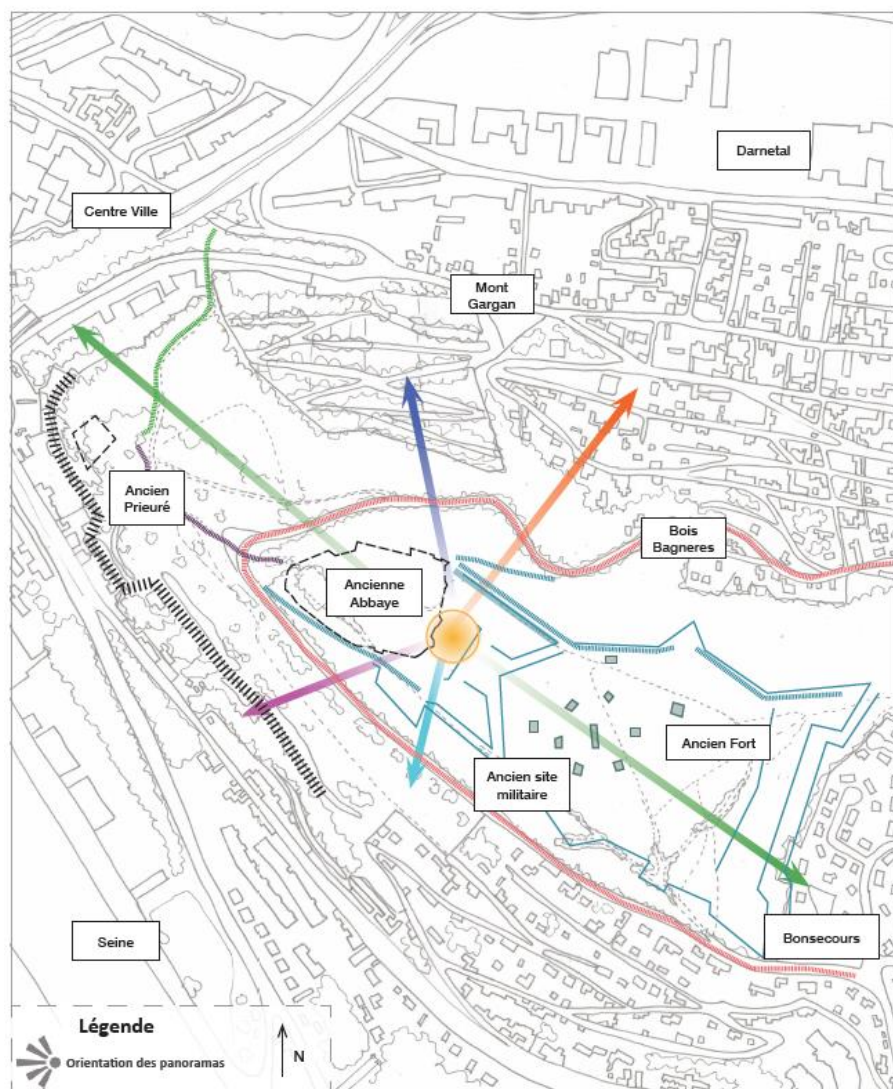 Darnetal
Centre Ville
Mont
Gargan
Ancien
Prieuré
Bois
Bagneres
Ancienne
Abbaye
Ancien Fort
Ancien site
militaire
Bonsecours
Seine
Légende
Orientation des panoramas
N